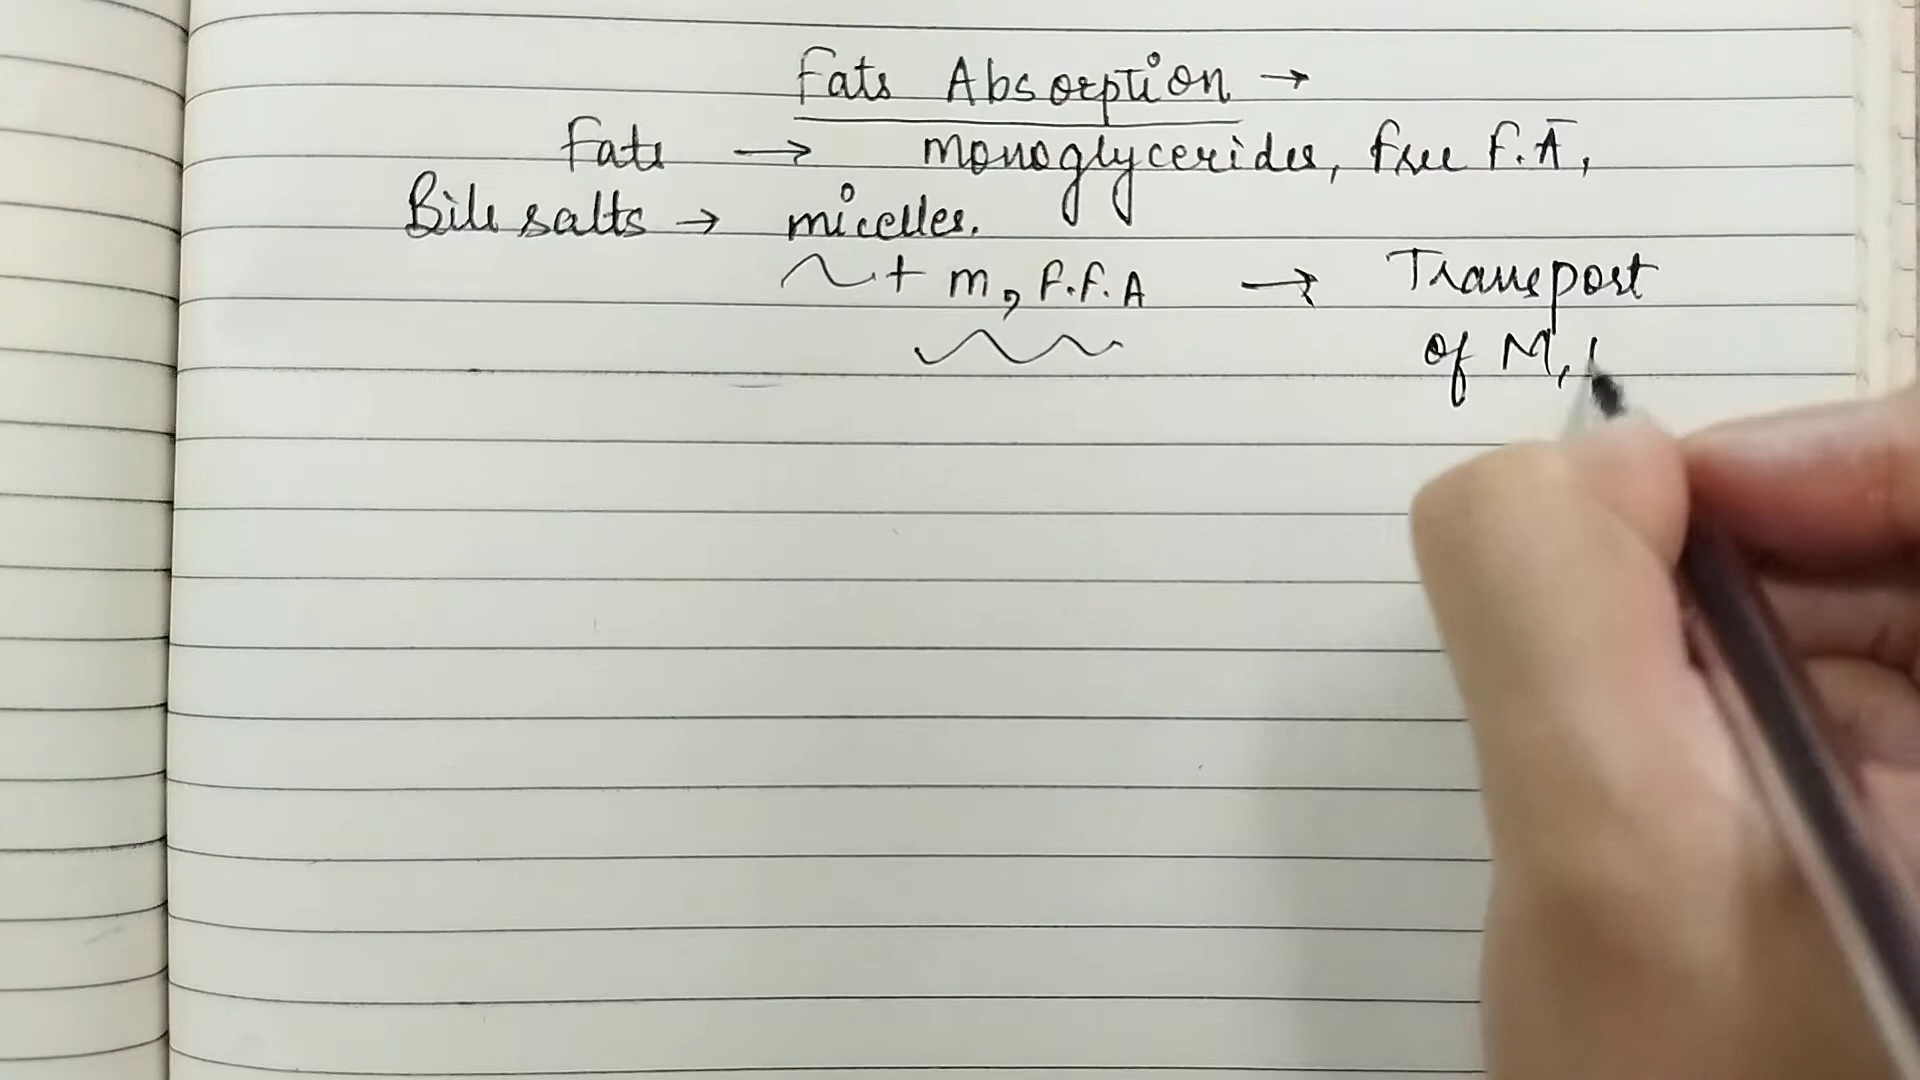 Fats Absorption →
Fats → monoglycerides, free F.A,
Bile salts → micelles.
+ m, F.F.A → Transport
of M,